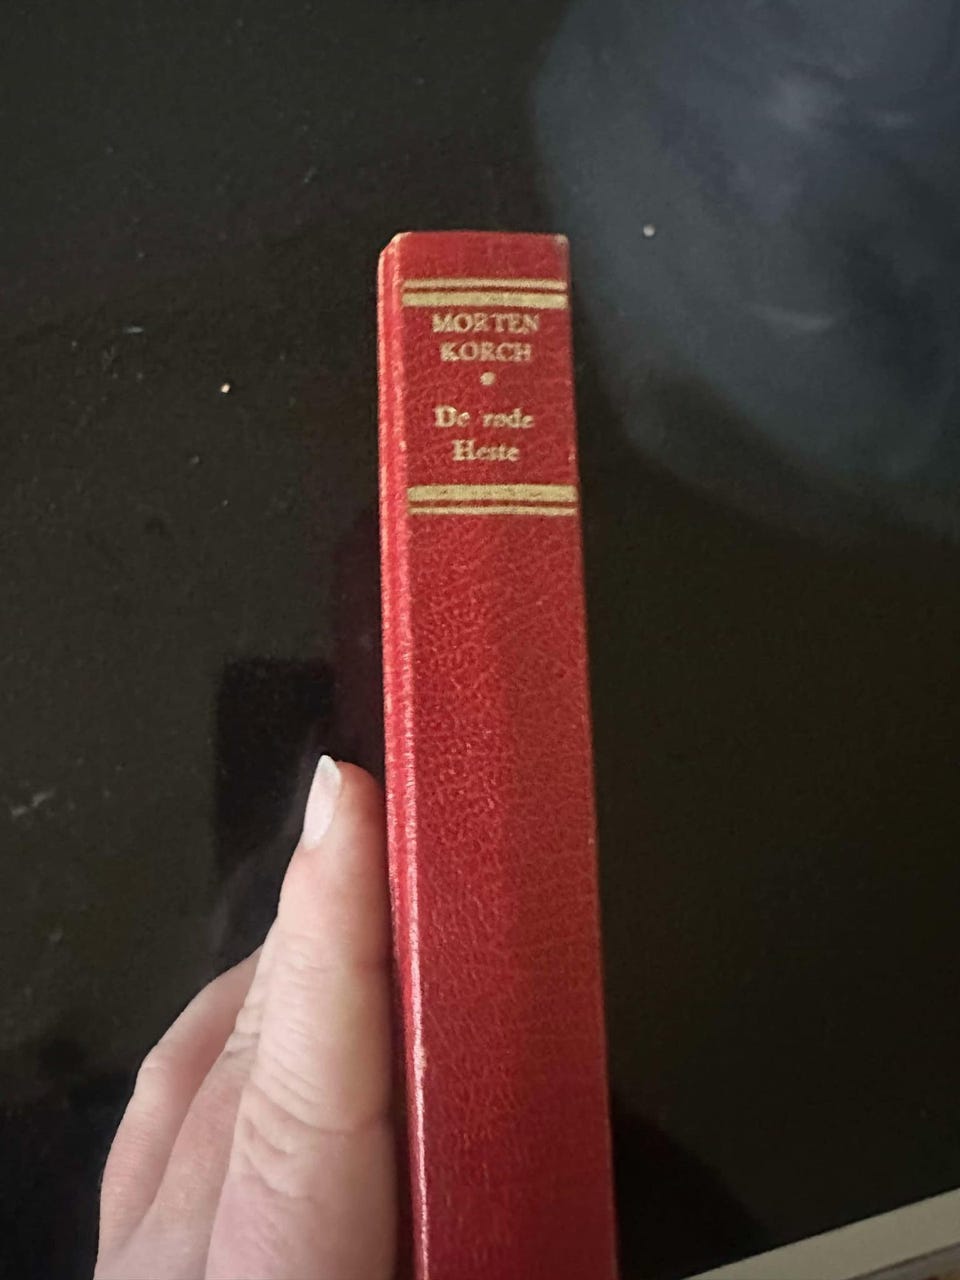 MORTEN
KORCH
De røde
Heste